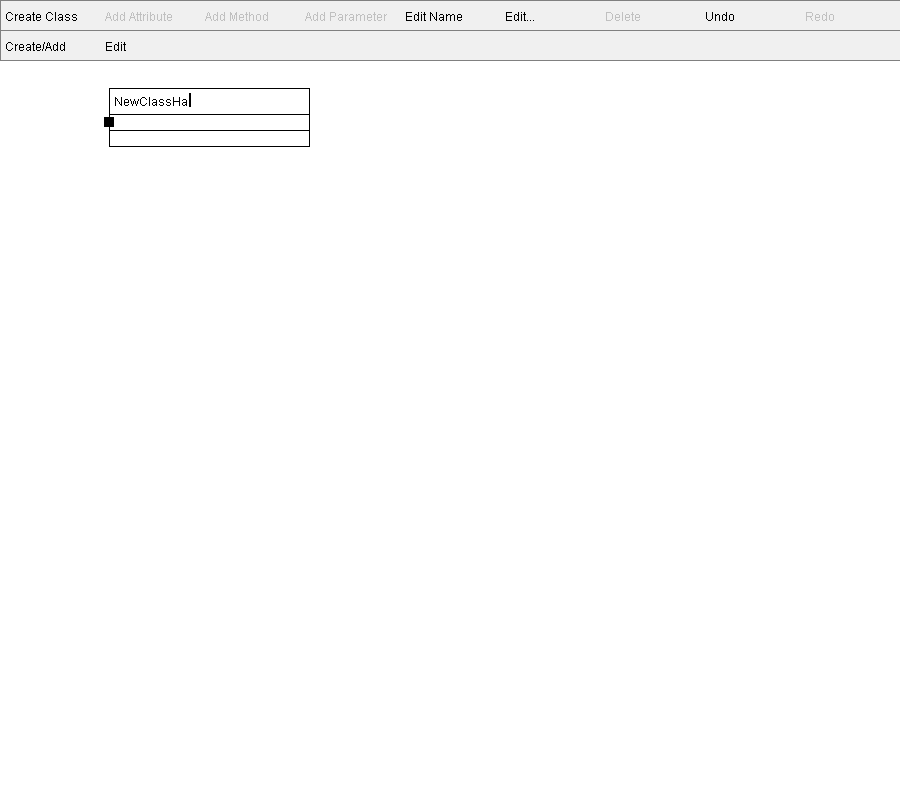 Create Class Add Attribute Add Method Add Parameter Edit Name Edit... Delete Undo Redo
Create/Add Edit
NewClassHa